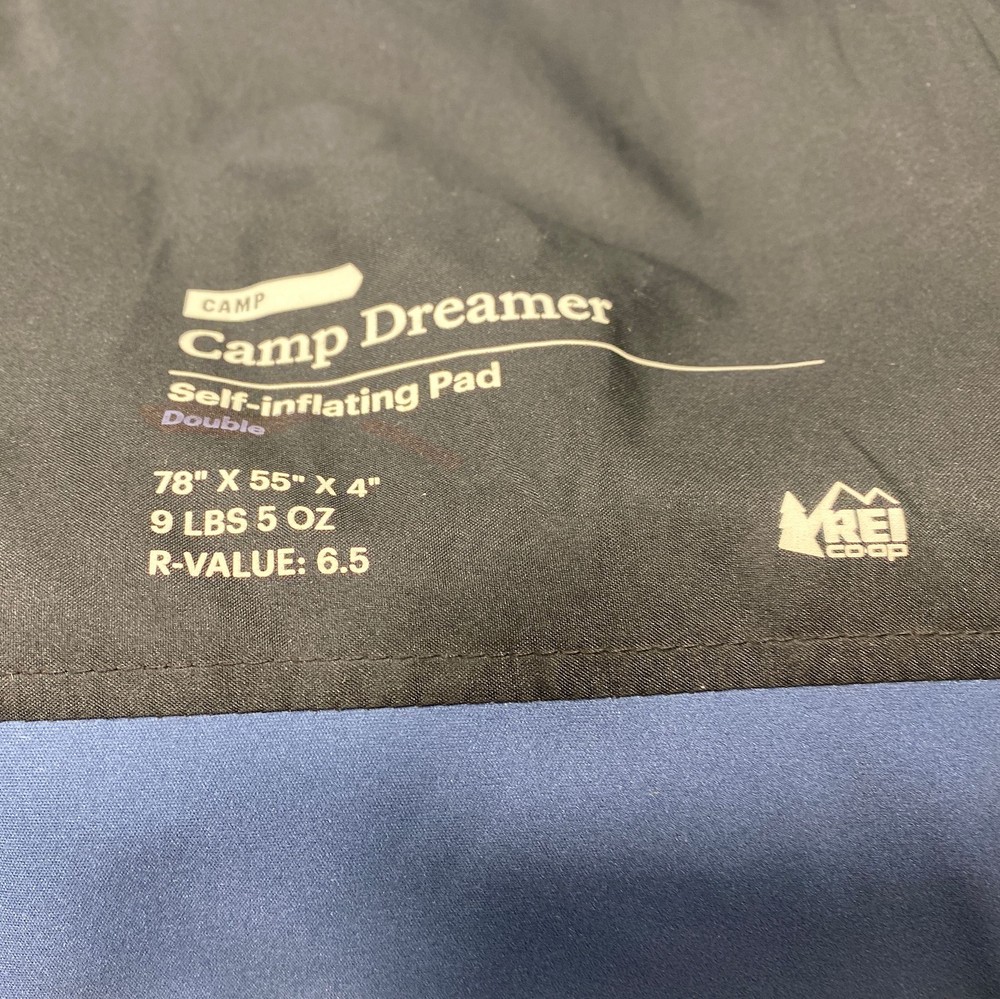 CAMP
Camp Dreamer
Self-inflating Pad
Double
78" X 55" X 4"
9 LBS 5 OZ
R-VALUE: 6.5
REI
coop